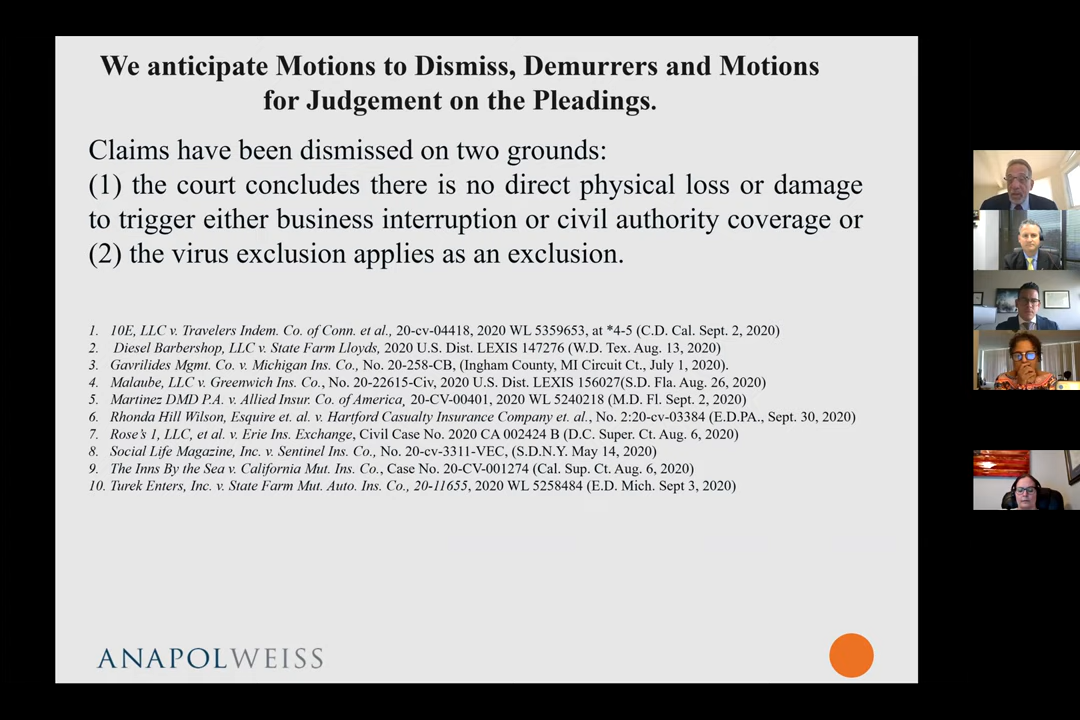 We anticipate Motions to Dismiss, Demurrers and Motions
for Judgement on the Pleadings.
Claims have been dismissed on two grounds:
(1) the court concludes there is no direct physical loss or damage
to trigger either business interruption or civil authority coverage or
(2) the virus exclusion applies as an exclusion.
1. 10E, LLC v. Travelers Indem. Co. of Conn. et al., 20-cv-04418, 2020 WL 5359653, at *4-5 (C.D. Cal. Sept. 2, 2020)
2. Diesel Barbershop, LLC v. State Farm Lloyds, 2020 U.S. Dist. LEXIS 147276 (W.D. Tex. Aug. 13, 2020)
3. Gavrilides Mgmt. Co. v. Michigan Ins. Co., No. 20-258-CB, (Ingham County, MI Circuit Ct., July 1, 2020).
4. Malaube, LLC v. Greenwich Ins. Co., No. 20-22615-Civ, 2020 U.S. Dist. LEXIS 156027(S.D. Fla. Aug. 26, 2020)
5. Martinez DMD P.A. v. Allied Insur. Co. of America, 20-CV-00401, 2020 WL 5240218 (M.D. Fl. Sept. 2, 2020)
6. Rhonda Hill Wilson, Esquire et. al. v. Hartford Casualty Insurance Company et. al., No. 2:20-cv-03384 (E.D.PA., Sept. 30, 2020)
7. Rose's 1, LLC, et al. v. Erie Ins. Exchange, Civil Case No. 2020 CA 002424 B (D.C. Super. Ct. Aug. 6, 2020)
8. Social Life Magazine, Inc. v. Sentinel Ins. Co., No. 20-cv-3311-VEC, (S.D.N.Y. May 14, 2020)
9. The Inns By the Sea v. California Mut. Ins. Co., Case No. 20-CV-001274 (Cal. Sup. Ct. Aug. 6, 2020)
10. Turek Enters, Inc. v. State Farm Mut. Auto. Ins. Co., 20-11655, 2020 WL 5258484 (E.D. Mich. Sept 3, 2020)
ANAPOLWEISS